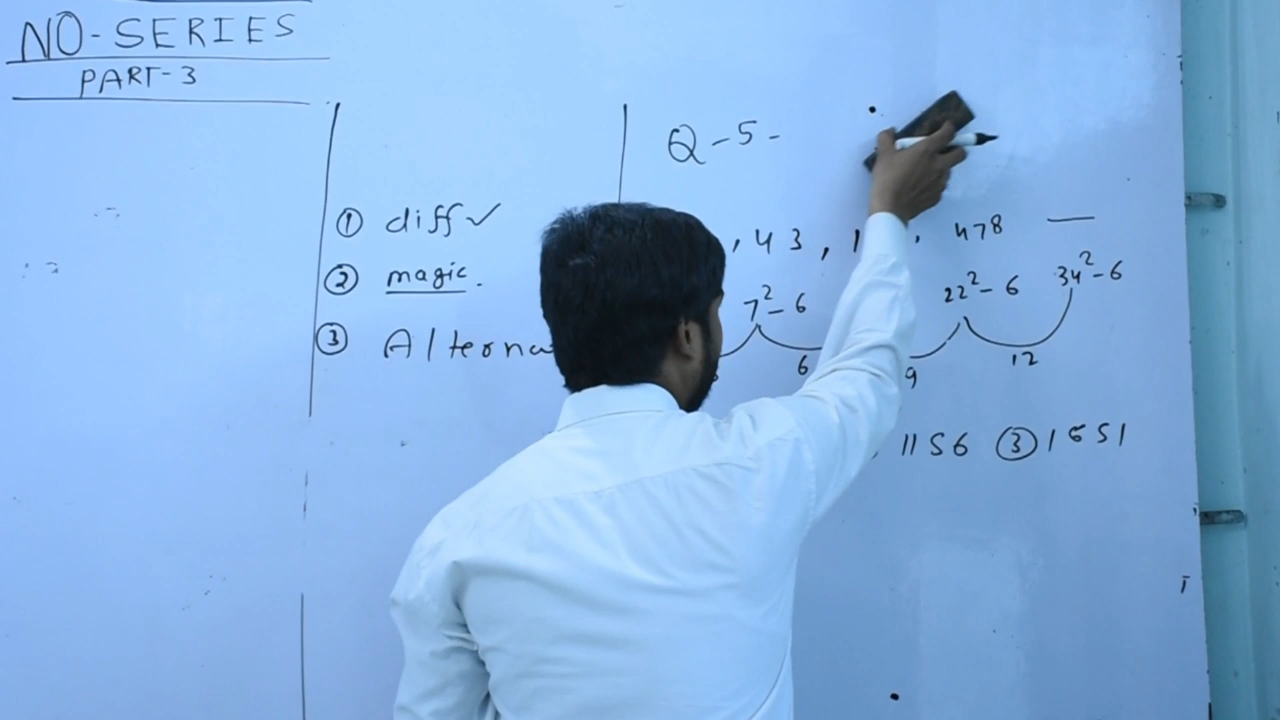 NO-SERIES
PART-3
Q-5-
① diff✓
, 43, 1 , 478 —
② magic.
7²-6 22²-6 34²-6
③ Alterna
6 9 12
1156 ③ 1651